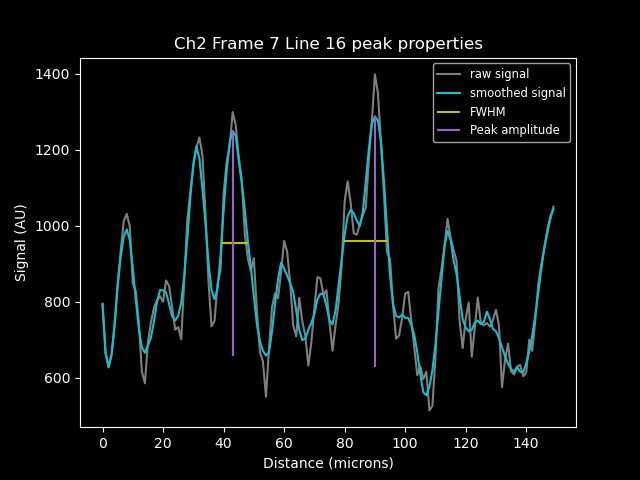 Ch2 Frame 7 Line 16 peak properties
raw signal
smoothed signal
FWHM
Peak amplitude
Signal (AU)
1400
1200
1000
800
600
0 20 40 60 80 100 120 140
Distance (microns)